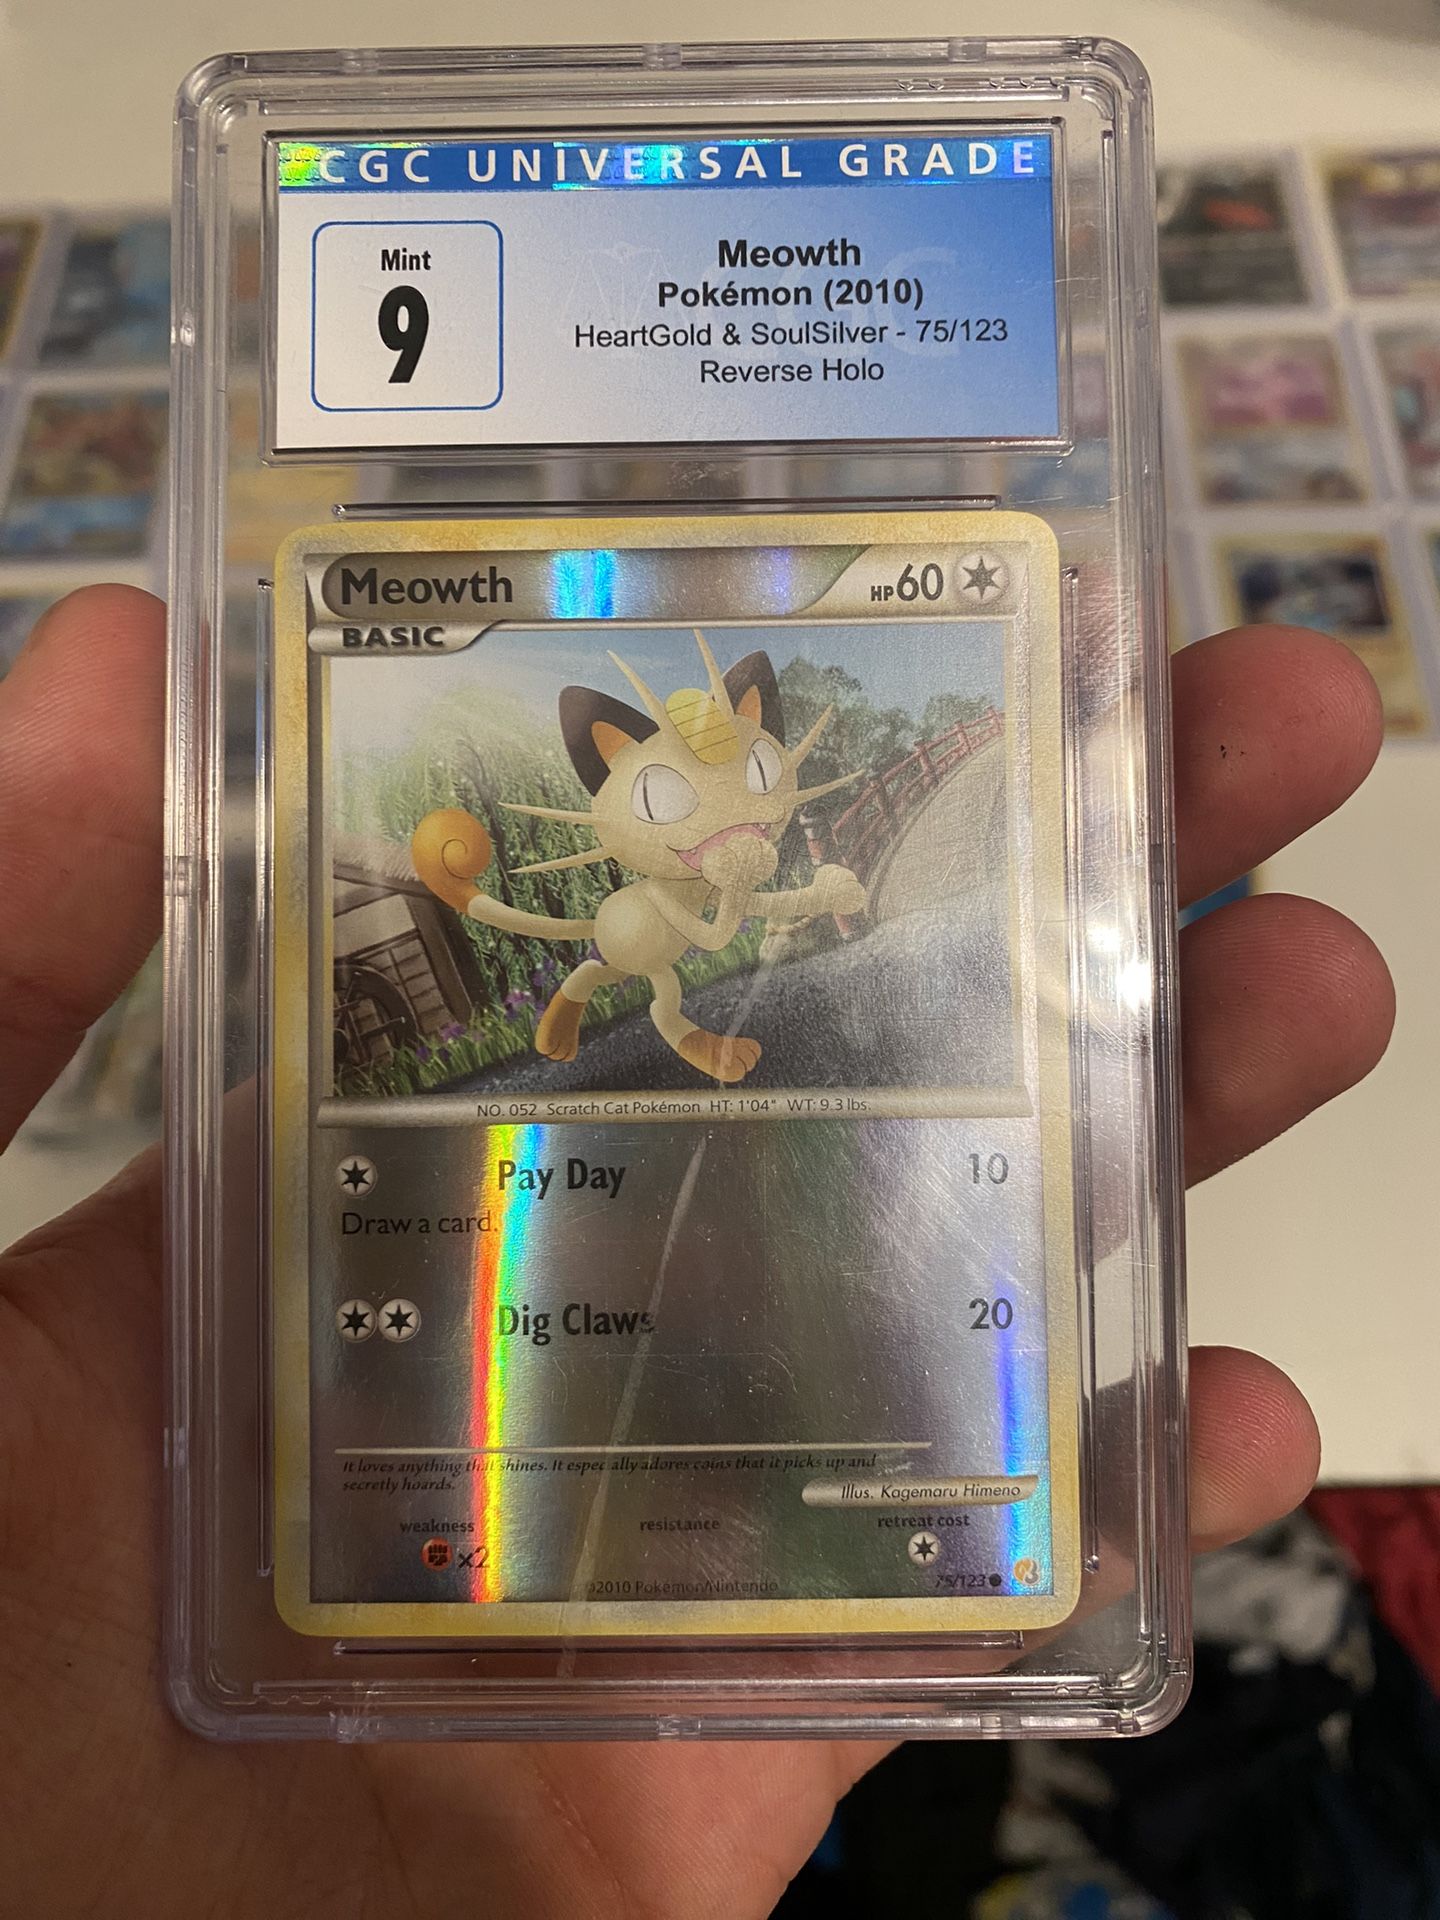 CGC UNIVERSAL GRADE
Mint
9
Meowth
Pokémon (2010)
HeartGold & SoulSilver - 75/123
Reverse Holo
Meowth
HP60
BASIC
NO. 052 Scratch Cat Pokémon HT: 1'04" WT: 9.3 lbs.
Pay Day 10
Draw a card.
Dig Claws 20
It loves anything that shines. It especially adores coins that it picks up and
secretly hoards.
Illus. Kagemaru Himeno
weakness resistance retreat cost
x2
©2010 Pokémon/Nintendo 75/123